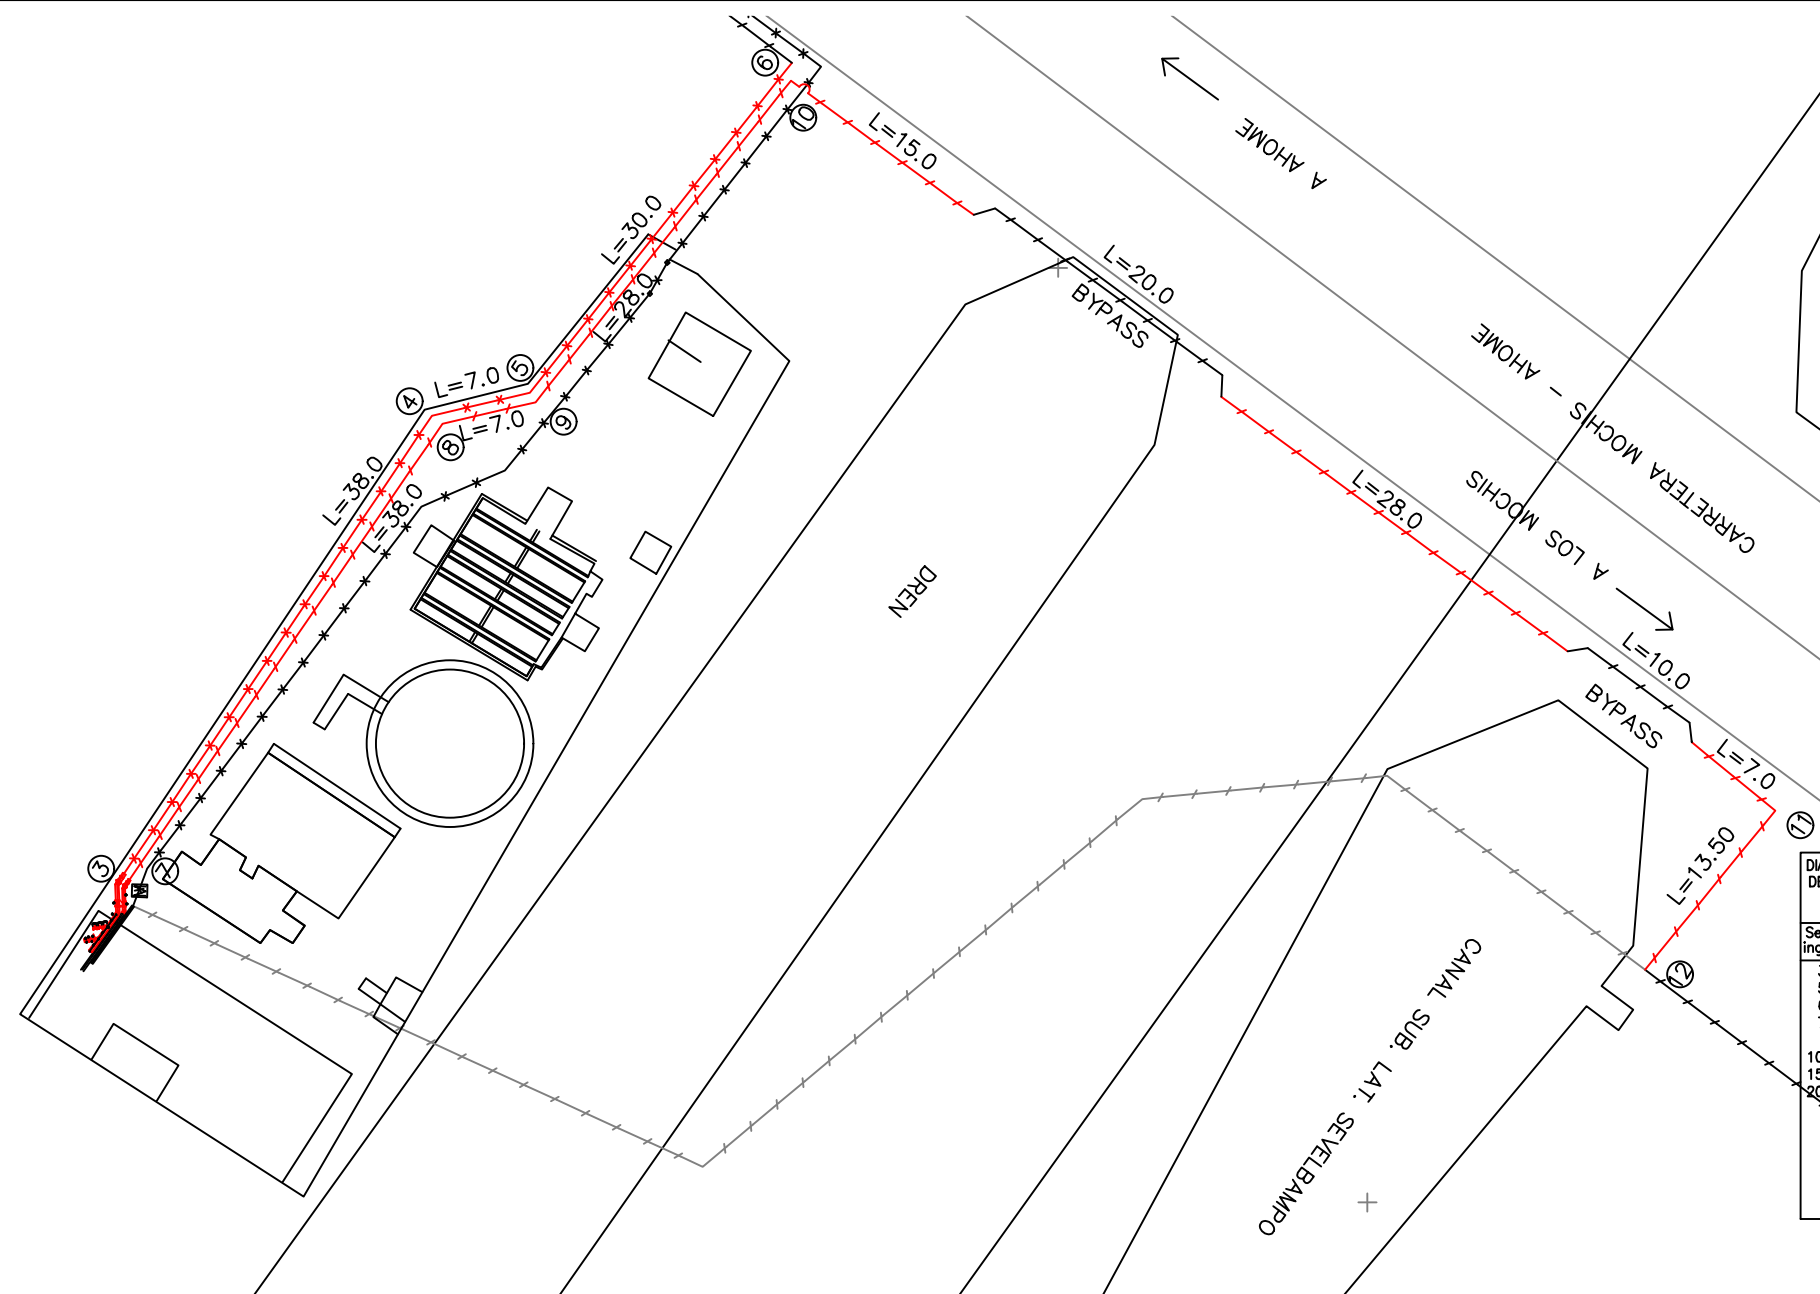 6
10
L=15.0
A AHOME
L=30.0
L=28.0
L=20.0
BYPASS
CARRETERA MOCHIS - AHOME
4
L=7.0
5
8
L=7.0
9
L=38.0
L=38.0
L=28.0
A LOS MOCHIS
DREN
L=10.0
BYPASS
L=7.0
11
L=13.50
3
7
M
12
CANAL SUB. LAT. SEVELBAMPO